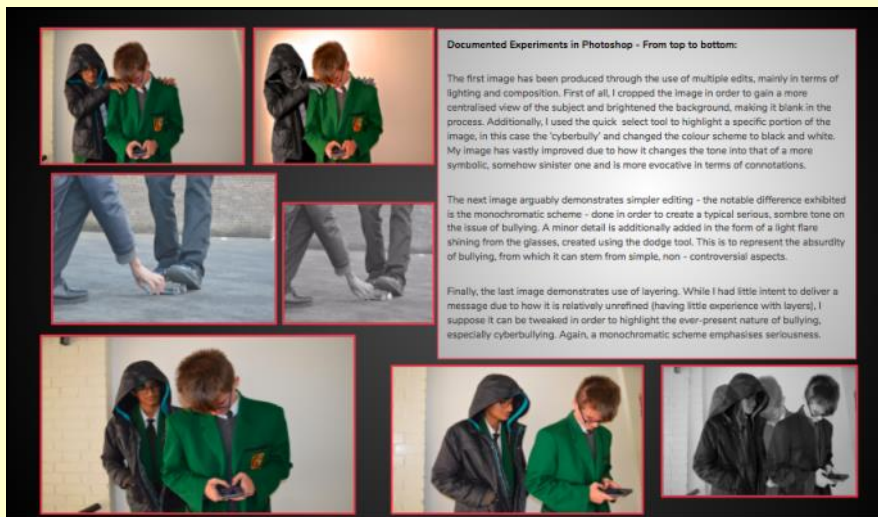 Documented Experiments in Photoshop - From top to bottom:
The first image has been produced through the use of multiple edits, mainly in terms of
lighting and composition. First of all, I cropped the image in order to gain a more
centralised view of the subject and brightened the background, making it blank in the
process. Additionally, I used the quick select tool to highlight a specific portion of the
image, in this case the 'cyberbully' and changed the colour scheme to black and white.
My image has vastly improved due to how it changes the tone into that of a more
symbolic, somehow sinister one and is more evocative in terms of connotations.
The next image arguably demonstrates simpler editing - the notable difference exhibited
is the monochromatic scheme - done in order to create a typical serious, sombre tone on
the issue of bullying. A minor detail is additionally added in the form of a light flare
shining from the glasses, created using the dodge tool. This is to represent the absurdity
of bullying, from which it can stem from simple, non - controversial aspects.
Finally, the last image demonstrates use of layering. While I had little intent to deliver a
message due to how it is relatively unrefined (having little experience with layers), I
suppose it can be tweaked in order to highlight the ever-present nature of bullying,
especially cyberbullying. Again, a monochromatic scheme emphasises seriousness.